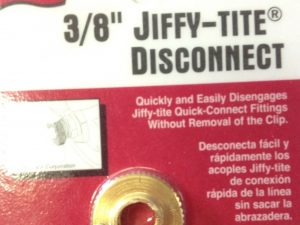 3/8" JIFFY-TITE®
DISCONNECT
Quickly and Easily Disengages
Jiffy-tite Quick-Connect Fittings
Without Removal of the Clip.
Desconecta fácil y
rápidamente los
acoples Jiffy-tite
de conexión
rápida de la línea
sin sacar la
abrazadera.